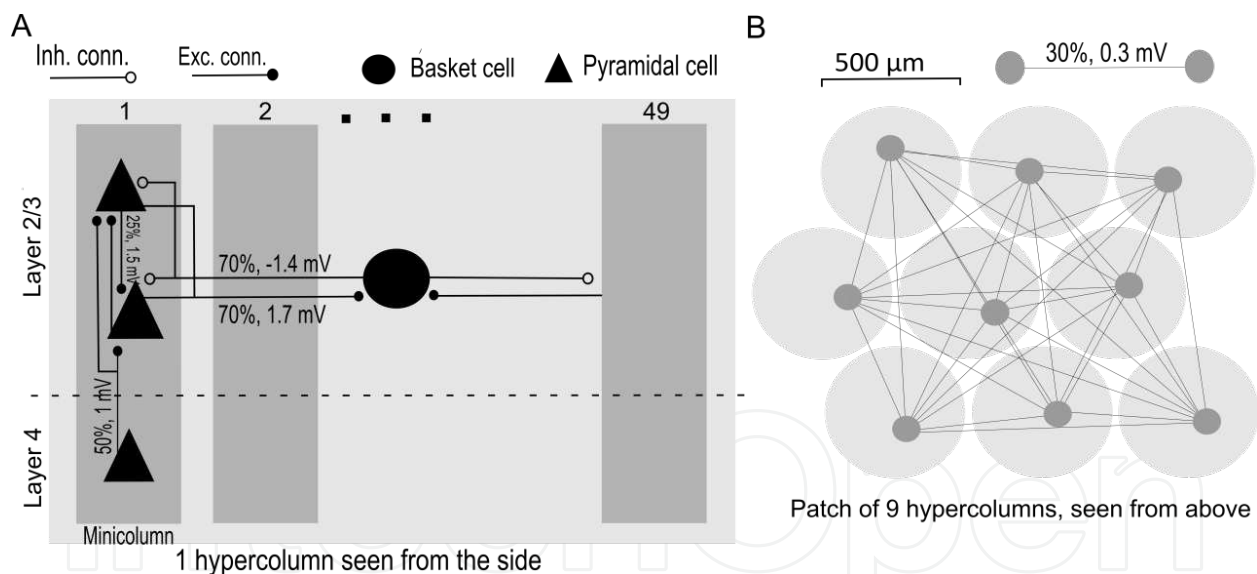 A
Inh. conn.
Exc. conn.
Basket cell
Pyramidal cell
1
2
49
Layer 2/3
25%, 1.5 mV
70%, -1.4 mV
70%, 1.7 mV
50%, 1 mV
Layer 4
Minicolumn
1 hypercolumn seen from the side
B
500 µm
30%, 0.3 mV
Patch of 9 hypercolumns, seen from above
InTechOpen